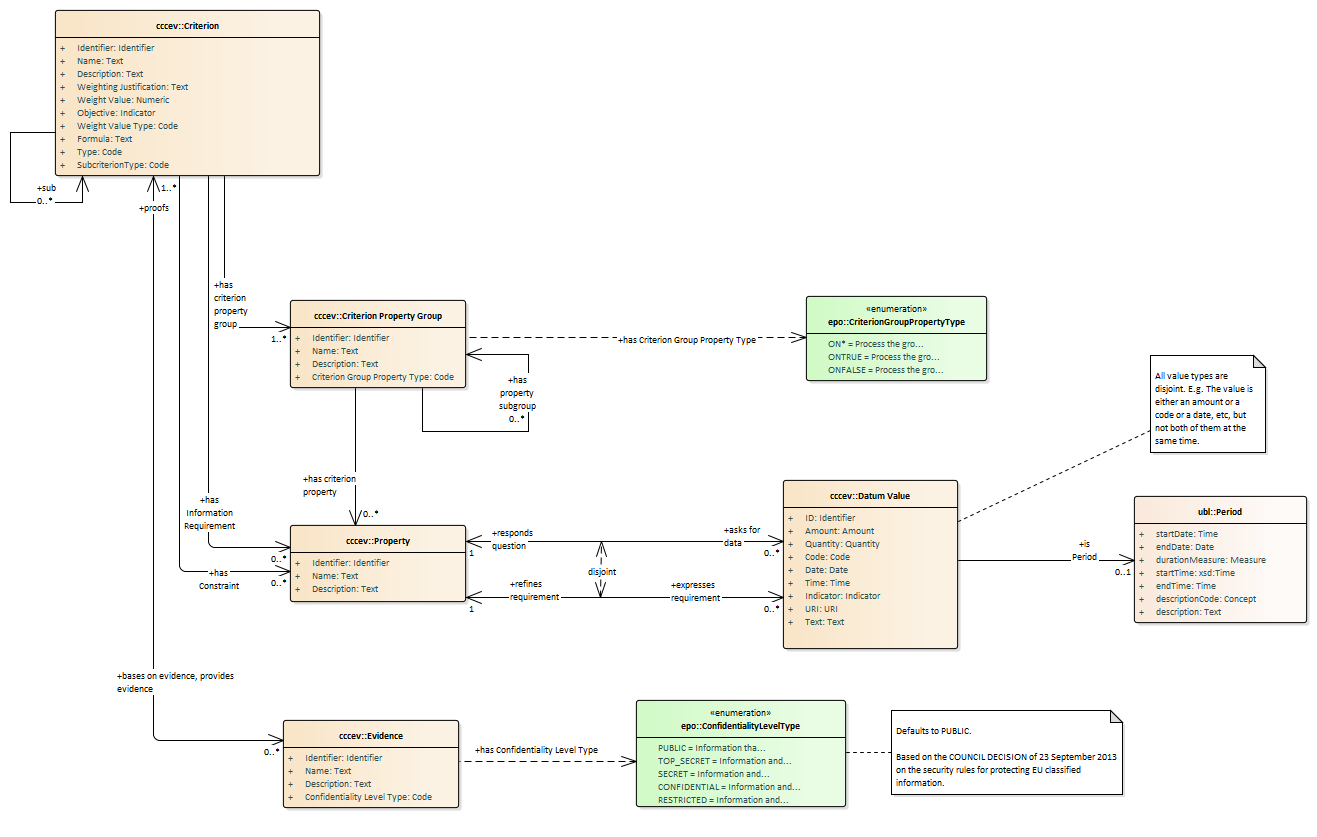 cccev::Criterion
+ Identifier: Identifier
+ Name: Text
+ Description: Text
+ Weighting Justification: Text
+ Weight Value: Numeric
+ Objective: Indicator
+ Weight Value Type: Code
+ Formula: Text
+ Type: Code
+ SubcriterionType: Code
+sub
0..*
1..*
+proofs
+has
criterion
property
group
1..*
cccev::Criterion Property Group
+ Identifier: Identifier
+ Name: Text
+ Description: Text
+ Criterion Group Property Type: Code
+has Criterion Group Property Type
«enumeration»
epo::CriterionGroupPropertyType
ON* = Process the gro...
ONTRUE = Process the gro...
ONFALSE = Process the gro...
+has
property
subgroup
0..*
All value types are
disjoint. E.g. The value is
either an amount or a
code or a date, etc, but
not both of them at the
same time.
+has criterion
property
0..*
+has
Information
Requirement
0..*
+has
Constraint
0..*
cccev::Property
+ Identifier: Identifier
+ Name: Text
+ Description: Text
+responds
question
1
+asks for
data
0..*
disjoint
+refines
requirement
1
+expresses
requirement
0..*
cccev::Datum Value
+ ID: Identifier
+ Amount: Amount
+ Quantity: Quantity
+ Code: Code
+ Date: Date
+ Time: Time
+ Indicator: Indicator
+ URI: URI
+ Text: Text
+is
Period
0..1
ubl::Period
+ startDate: Time
+ endDate: Date
+ durationMeasure: Measure
+ startTime: xsd:Time
+ endTime: Time
+ descriptionCode: Concept
+ description: Text
+bases on evidence, provides
evidence
0..*
cccev::Evidence
+ Identifier: Identifier
+ Name: Text
+ Description: Text
+ Confidentiality Level Type: Code
+has Confidentiality Level Type
«enumeration»
epo::ConfidentialityLevelType
PUBLIC = Information tha...
TOP_SECRET = Information and...
SECRET = Information and...
CONFIDENTIAL = Information and...
RESTRICTED = Information and...
Defaults to PUBLIC.
Based on the COUNCIL DECISION of 23 September 2013
on the security rules for protecting EU classified
information.